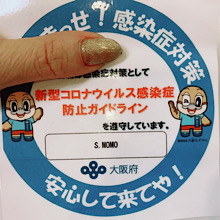 っせ！感染症対策
感染症対策として
新型コロナウイルス感染症
防止ガイドライン
を遵守しています。
S.MOMO
大阪府
安心して来てや！